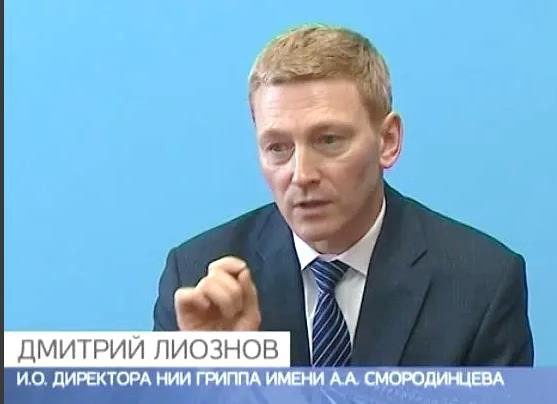 ДМИТРИЙ ЛИОЗНОВ
И.О. ДИРЕКТОРА НИИ ГРИППА ИМЕНИ А.А. СМОРОДИНЦЕВА